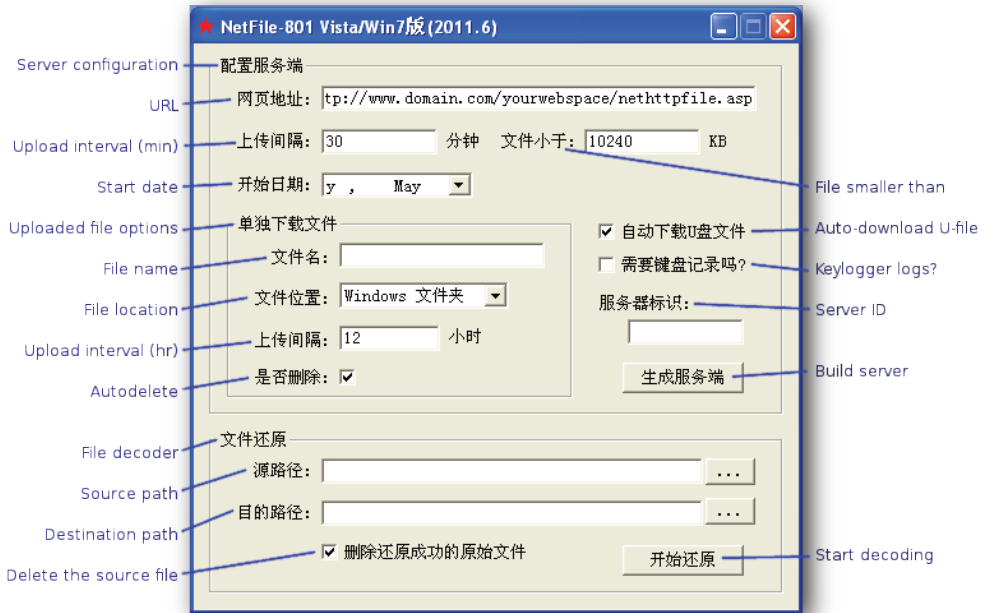 NetFile-801 Vista/Win7版(2011.6)
Server configuration 配置服务端
URL 网页地址: tp://www.domain.com/yourwebspace/nethttpfile.asp
Upload interval (min) 上传间隔: 30 分钟 文件小于: 10240 KB
Start date 开始日期: y , May File smaller than
Uploaded file options 单独下载文件 自动下载U盘文件 Auto-download U-file
File name 文件名: 需要键盘记录吗? Keylogger logs?
File location 文件位置: Windows 文件夹 服务器标识: Server ID
Upload interval (hr) 上传间隔: 12 小时
Autodelete 是否删除: 生成服务端 Build server
File decoder 文件还原
Source path 源路径: ...
Destination path 目的路径: ...
Delete the source file 删除还原成功的原始文件 开始还原 Start decoding